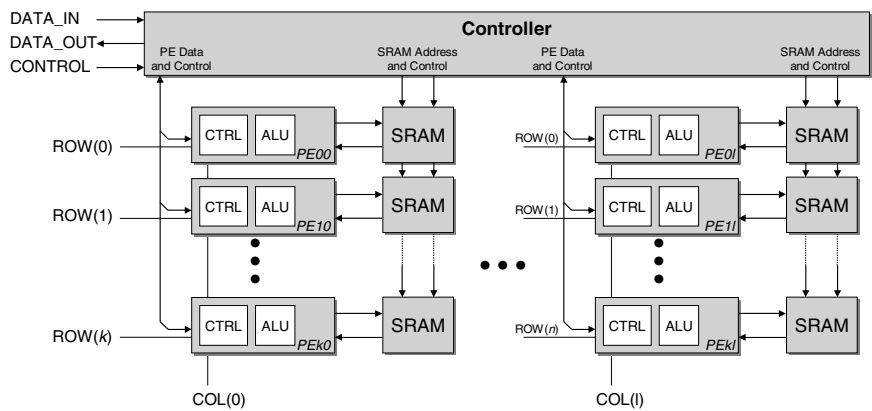 DATA_IN
DATA_OUT
CONTROL
Controller
PE Data
and Control
SRAM Address
and Control
PE Data
and Control
SRAM Address
and Control
ROW(0)
CTRL
ALU
PE00
SRAM
ROW(0)
CTRL
ALU
PE0l
SRAM
ROW(1)
CTRL
ALU
PE10
SRAM
ROW(1)
CTRL
ALU
PE1l
SRAM
ROW(k)
CTRL
ALU
PEk0
SRAM
ROW(n)
CTRL
ALU
PEkl
SRAM
COL(0)
COL(l)